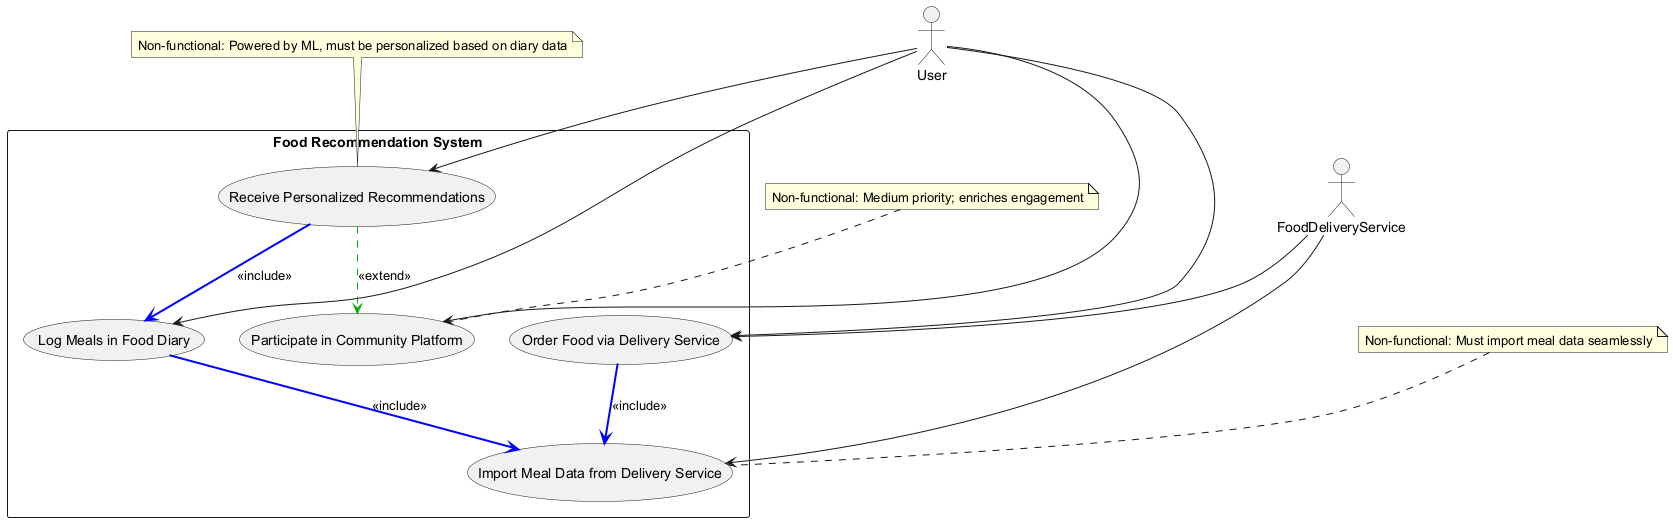 Non-functional: Powered by ML, must be personalized based on diary data
User
Food Recommendation System
Receive Personalized Recommendations
Non-functional: Medium priority; enriches engagement
FoodDeliveryService
«include»
«extend»
Log Meals in Food Diary
Participate in Community Platform
Order Food via Delivery Service
Non-functional: Must import meal data seamlessly
«include»
«include»
Import Meal Data from Delivery Service